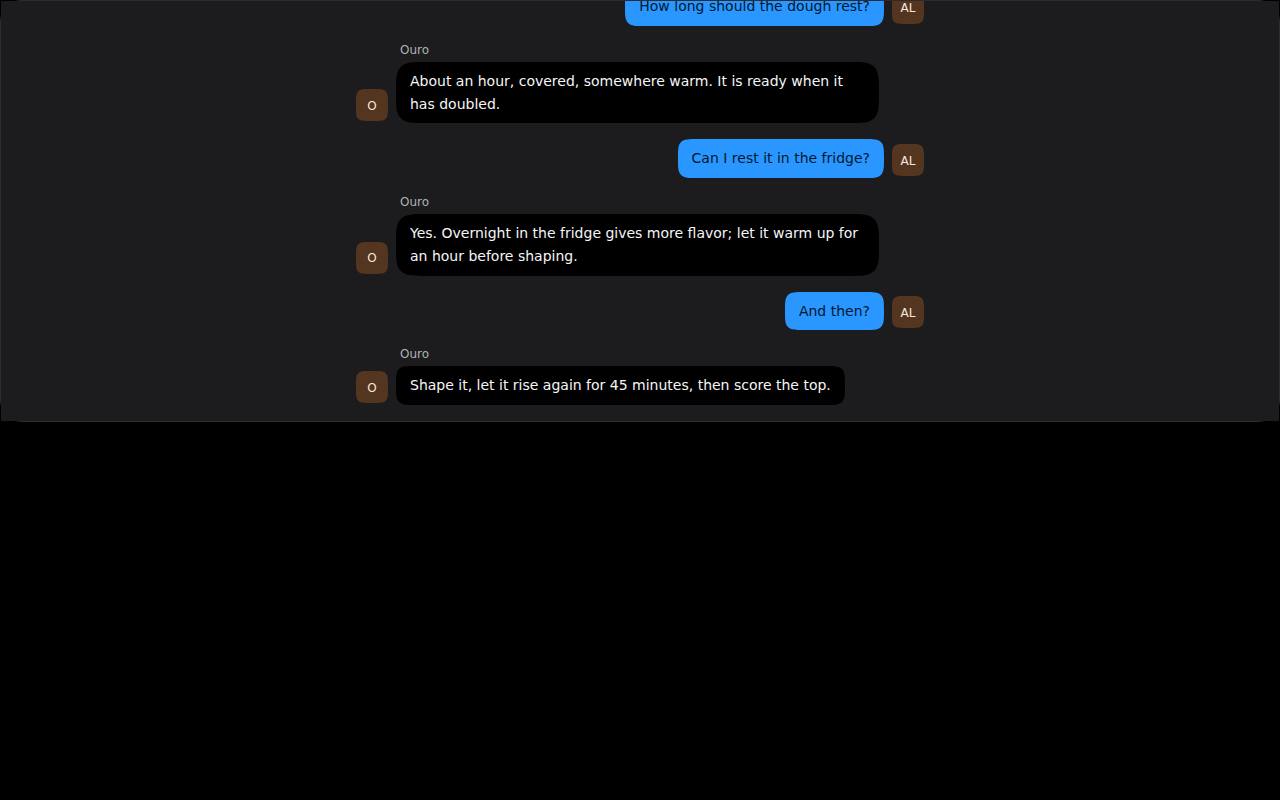 How long should the dough rest?
AL
Ouro
About an hour, covered, somewhere warm. It is ready when it
has doubled.
O
Can I rest it in the fridge?
AL
Ouro
Yes. Overnight in the fridge gives more flavor; let it warm up for
an hour before shaping.
O
And then?
AL
Ouro
Shape it, let it rise again for 45 minutes, then score the top.
O